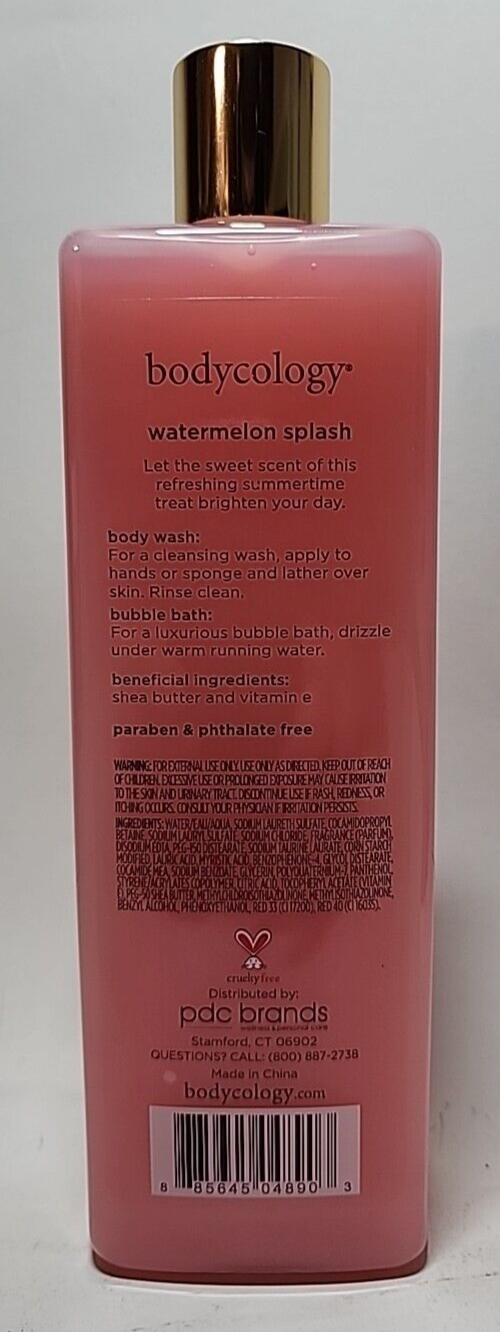 bodycology®
watermelon splash
Let the sweet scent of this
refreshing summertime
treat brighten your day.
body wash:
For a cleansing wash, apply to
hands or sponge and lather over
skin. Rinse clean.
bubble bath:
For a luxurious bubble bath, drizzle
under warm running water.
beneficial ingredients:
shea butter and vitamin e
paraben & phthalate free
WARNING: FOR EXTERNAL USE ONLY. USE ONLY AS DIRECTED. KEEP OUT OF REACH
OF CHILDREN. EXCESSIVE USE OR PROLONGED EXPOSURE MAY CAUSE IRRITATION
TO THE SKIN AND URINARY TRACT. DISCONTINUE USE IF RASH, REDNESS, OR
ITCHING OCCURS. CONSULT YOUR PHYSICIAN IF IRRITATION PERSISTS.
INGREDIENTS: WATER/EAU/AQUA, SODIUM LAURETH SULFATE, COCAMIDOPROPYL
BETAINE, SODIUM LAURYL SULFATE, SODIUM CHLORIDE, FRAGRANCE (PARFUM),
DISODIUM EDTA, PEG-150 DISTEARATE, SODIUM TAURINE LAURATE, CORN STARCH
MODIFIED, LAURIC ACID, MYRISTIC ACID, BENZOPHENONE-4, GLYCOL DISTEARATE,
COCAMIDE MEA, SODIUM BENZOATE, GLYCERIN, POLYQUATERNIUM-7, PANTHENOL,
STYRENE/ACRYLATES COPOLYMER, CITRIC ACID, TOCOPHERYL ACETATE (VITAMIN
E), PEG-20 SHEA BUTTER, METHYLCHLOROISOTHIAZOLINONE, METHYLISOTHIAZOLINONE,
BENZYL ALCOHOL, PHENOXYETHANOL, RED 33 (CI 17200), RED 40 (CI 16035).
cruelty free
Distributed by:
pdc brands
wellness & personal care
Stamford, CT 06902
QUESTIONS? CALL: (800) 887-2738
Made in China
bodycology.com
8 85645 04890 3